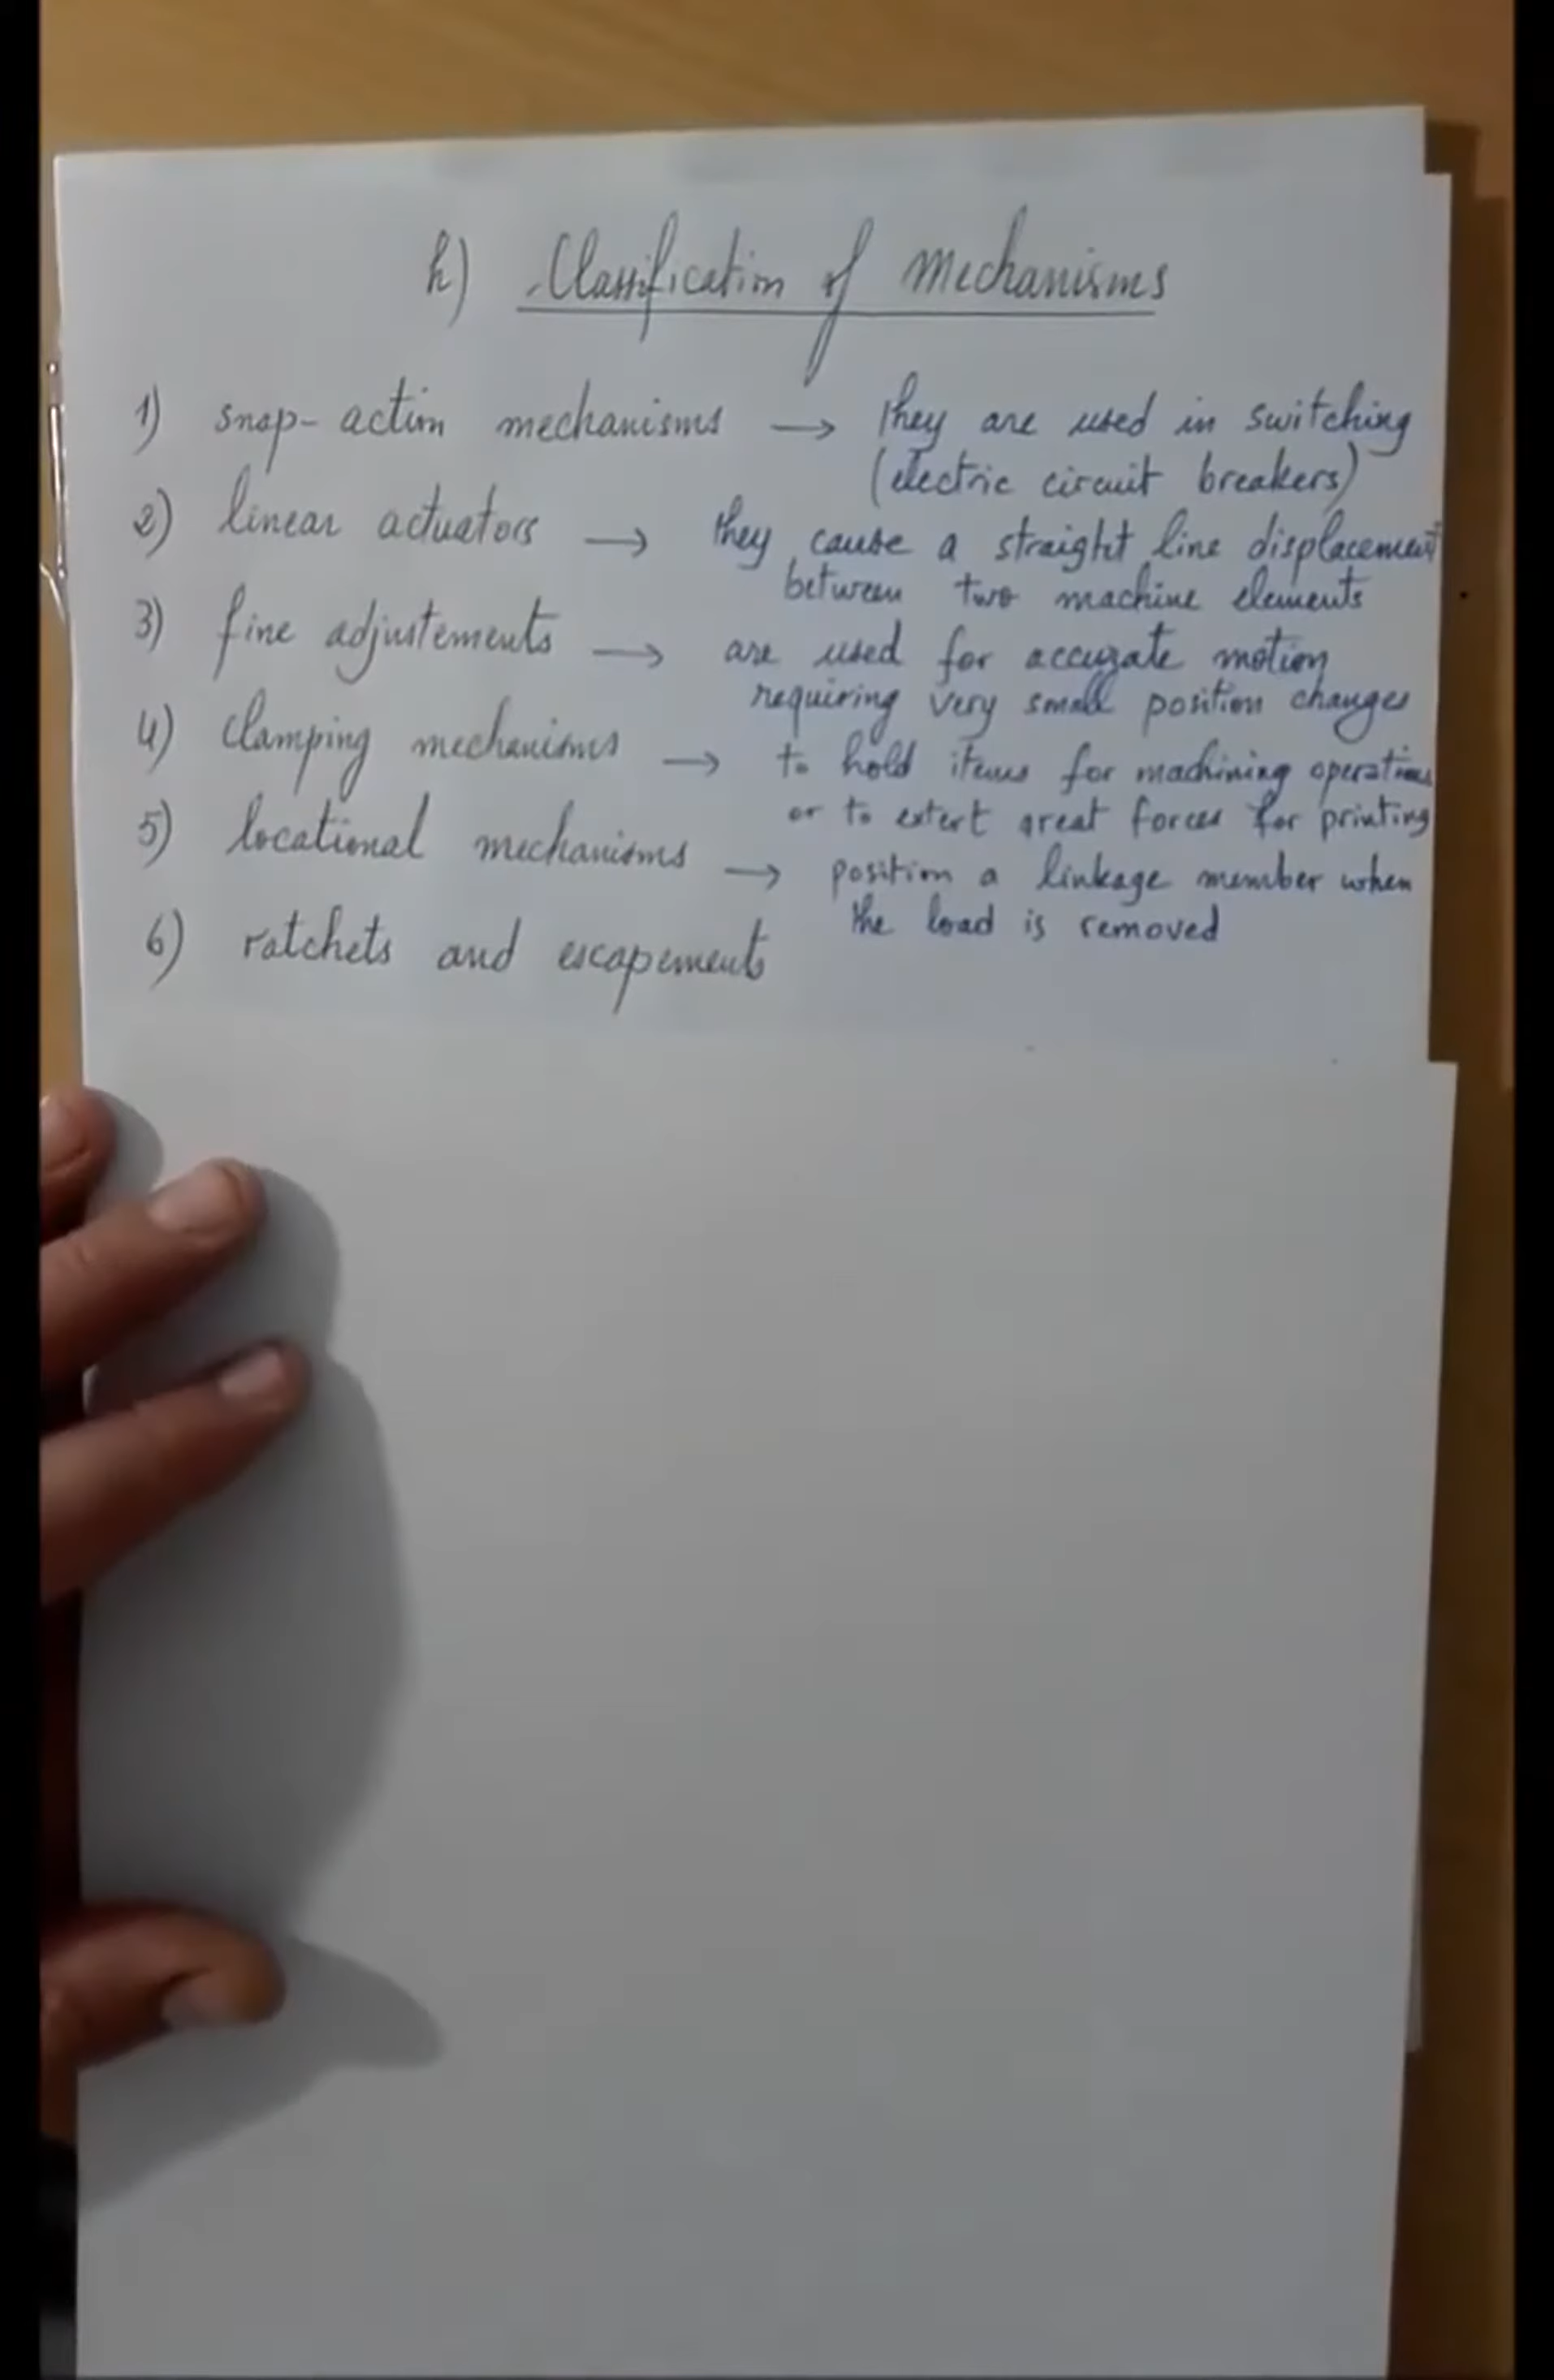 h) Classification of mechanisms
1) snap-action mechanisms → they are used in switching
(electric circuit breakers)
2) linear actuators → they cause a straight line displacement
between two machine elements
3) fine adjustements → are used for accurate motion
requiring very small position changes
4) clamping mechanisms → to hold items for machining operations
or to extert great forces for printing
5) locational mechanisms → position a linkage member when
the load is removed
6) ratchets and escapements